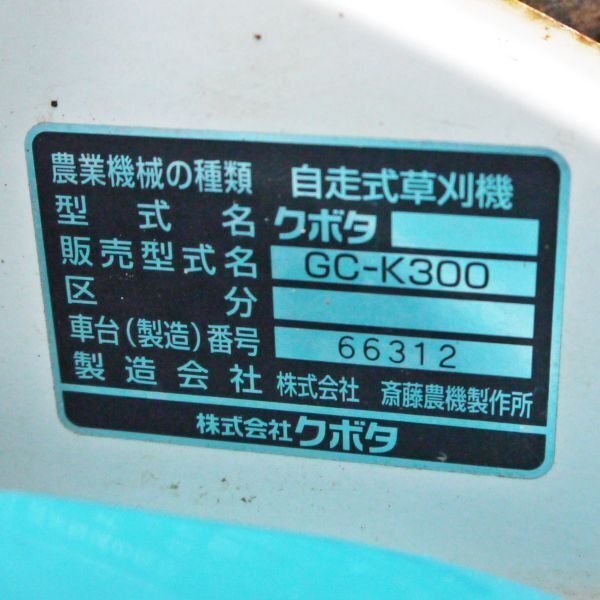 農業機械の種類 自走式草刈機
型式名 クボタ
販売型式名 GC-K300
区分
車台(製造)番号 66312
製造会社 株式会社 斎藤農機製作所
株式会社クボタ